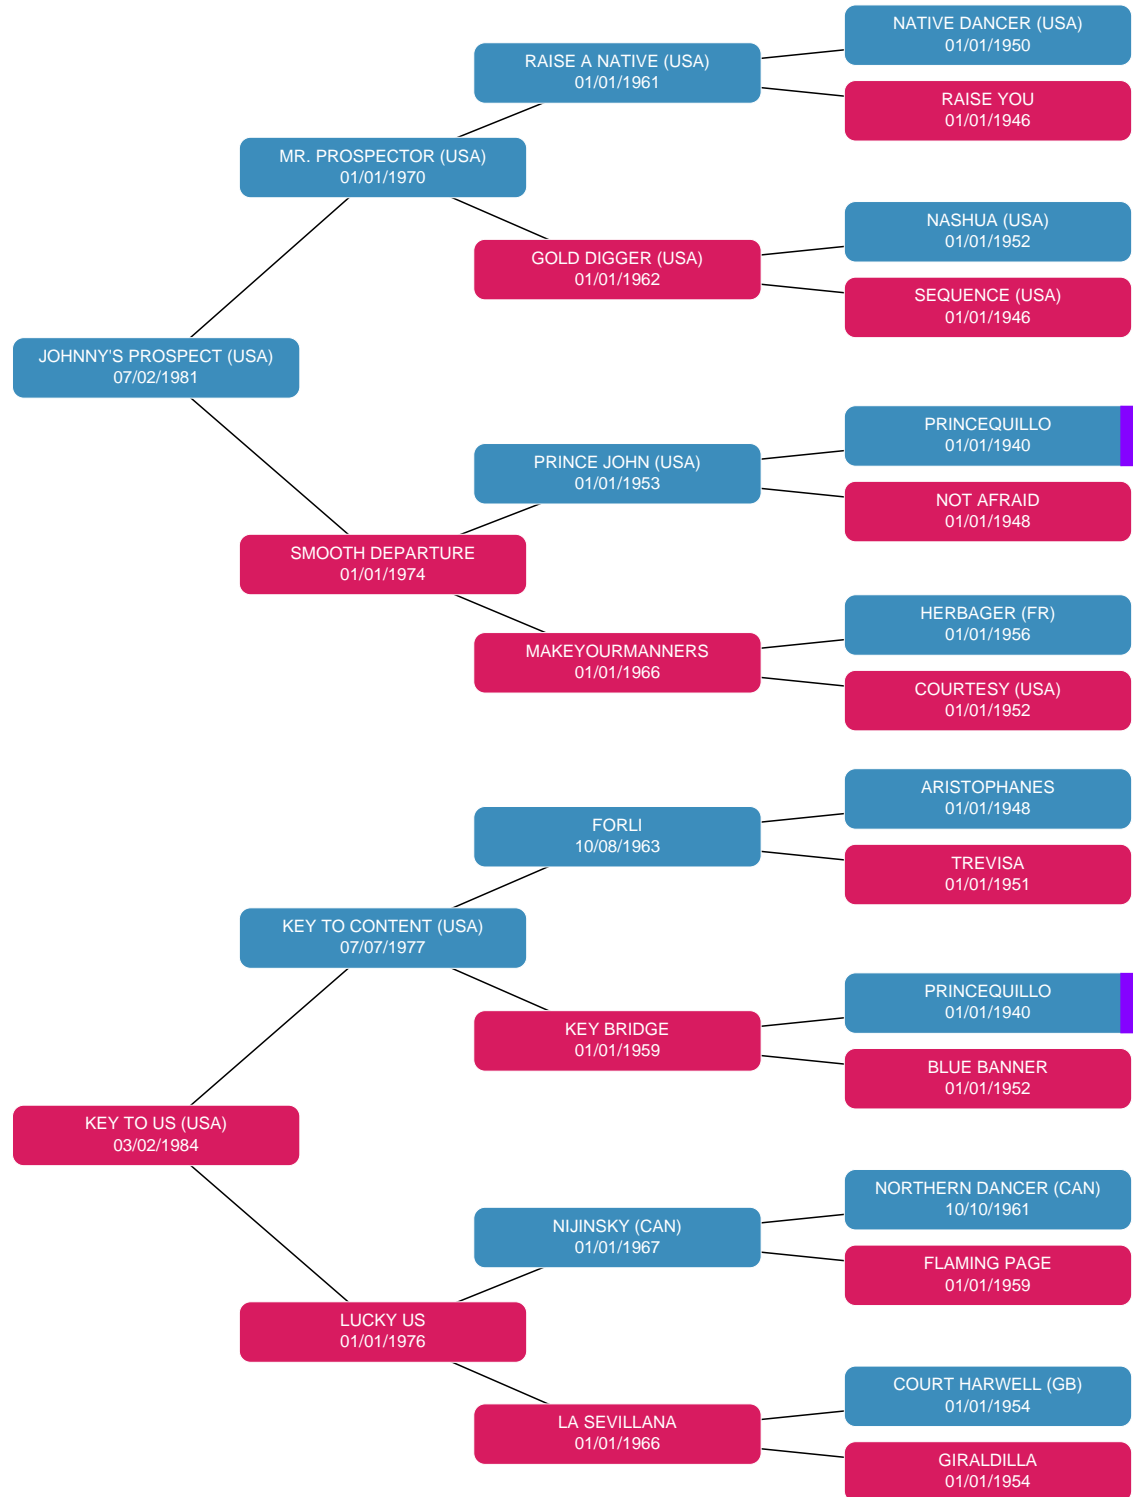 NATIVE DANCER (USA)
01/01/1950
RAISE A NATIVE (USA)
01/01/1961
RAISE YOU
01/01/1946
MR. PROSPECTOR (USA)
01/01/1970
NASHUA (USA)
01/01/1952
GOLD DIGGER (USA)
01/01/1962
SEQUENCE (USA)
01/01/1946
JOHNNY'S PROSPECT (USA)
07/02/1981
PRINCEQUILLO
01/01/1940
PRINCE JOHN (USA)
01/01/1953
NOT AFRAID
01/01/1948
SMOOTH DEPARTURE
01/01/1974
HERBAGER (FR)
01/01/1956
MAKEYOURMANNERS
01/01/1966
COURTESY (USA)
01/01/1952
ARISTOPHANES
01/01/1948
FORLI
10/08/1963
TREVISA
01/01/1951
KEY TO CONTENT (USA)
07/07/1977
PRINCEQUILLO
01/01/1940
KEY BRIDGE
01/01/1959
BLUE BANNER
01/01/1952
KEY TO US (USA)
03/02/1984
NORTHERN DANCER (CAN)
10/10/1961
NIJINSKY (CAN)
01/01/1967
FLAMING PAGE
01/01/1959
LUCKY US
01/01/1976
COURT HARWELL (GB)
01/01/1954
LA SEVILLANA
01/01/1966
GIRALDILLA
01/01/1954